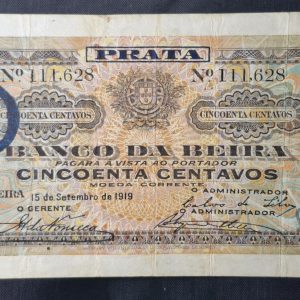 PRATA
Nº 111,628 Nº 111,628
CINCOENTA CENTAVOS CINCOENTA CENTAVOS
BANCO DA BEIRA
PAGARÁ A VISTA AO PORTADOR
CINCOENTA CENTAVOS
MOEDA CORRENTE
BEIRA 15 de Setembro de 1919 ADMINISTRADOR
O GERENTE O ADMINISTRADOR